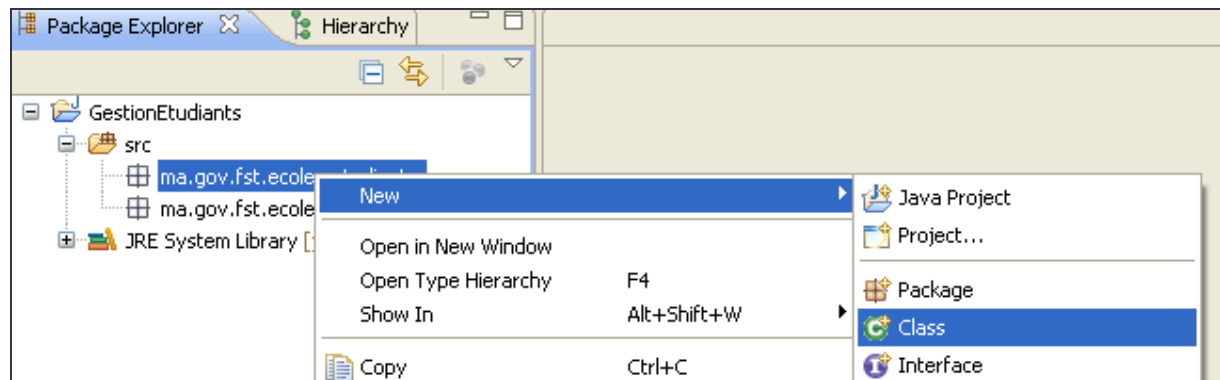 Package Explorer
Hierarchy
GestionEtudiants
src
ma.gov.fst.ecole
ma.gov.fst.ecole
JRE System Library [
New
Open in New Window
Open Type Hierarchy F4
Show In Alt+Shift+W
Copy Ctrl+C
Java Project
Project...
Package
Class
Interface